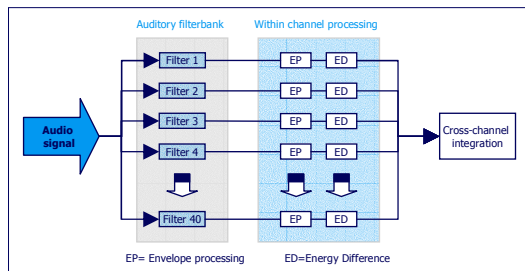 Auditory filterbank Within channel processing
Filter 1 EP ED
Filter 2 EP ED
Filter 3 EP ED
Audio signal
Filter 4 EP ED
Cross-channel
integration
Filter 40 EP ED
EP= Envelope processing ED=Energy Difference